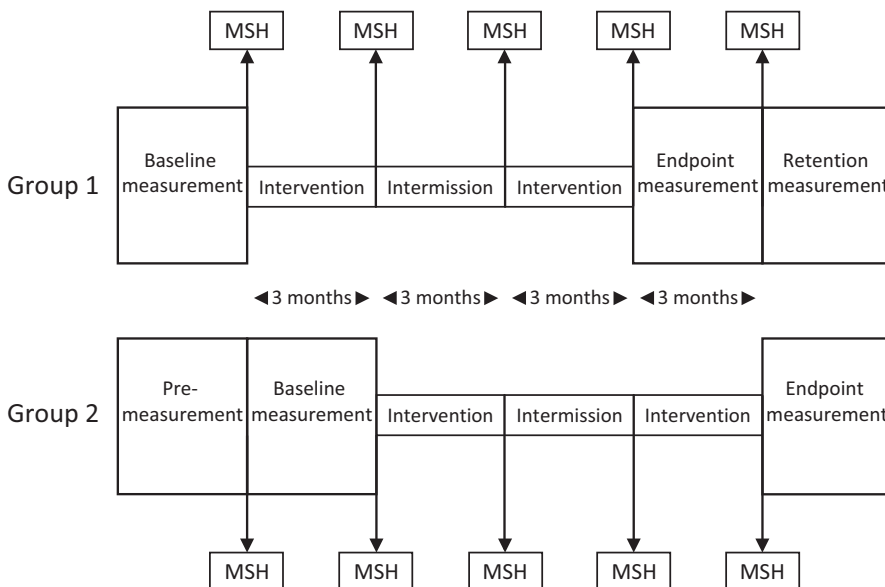 MSH MSH MSH MSH MSH
Baseline
measurement
Endpoint
measurement
Retention
measurement
Group 1
Intervention Intermission Intervention
◄3 months► ◄3 months► ◄3 months► ◄3 months►
Pre-
measurement
Baseline
measurement
Endpoint
measurement
Group 2
Intervention Intermission Intervention
MSH MSH MSH MSH MSH